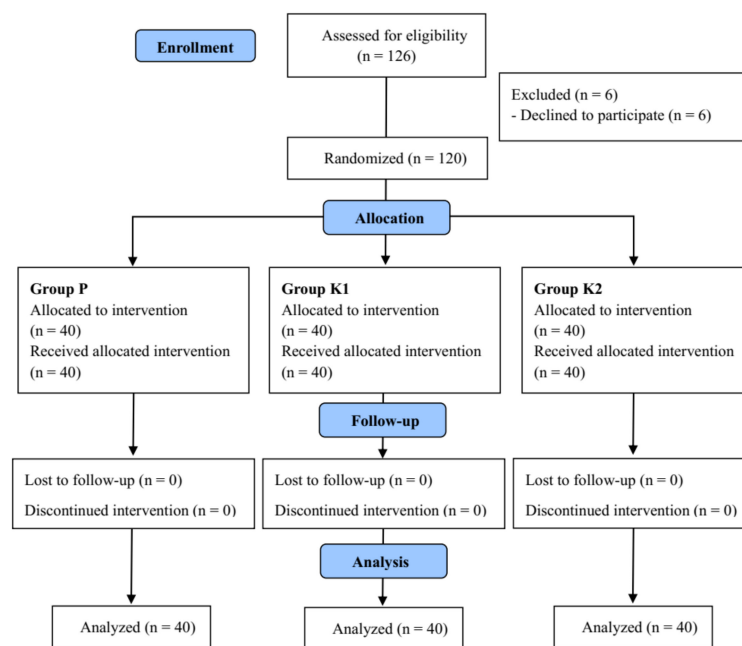 Enrollment
Assessed for eligibility
(n = 126)
Excluded (n = 6)
- Declined to participate (n = 6)
Randomized (n = 120)
Allocation
Group P
Allocated to intervention
(n = 40)
Received allocated intervention
(n = 40)
Group K1
Allocated to intervention
(n = 40)
Received allocated intervention
(n = 40)
Group K2
Allocated to intervention
(n = 40)
Received allocated intervention
(n = 40)
Follow-up
Lost to follow-up (n = 0)
Discontinued intervention (n = 0)
Lost to follow-up (n = 0)
Discontinued intervention (n = 0)
Lost to follow-up (n = 0)
Discontinued intervention (n = 0)
Analysis
Analyzed (n = 40)
Analyzed (n = 40)
Analyzed (n = 40)